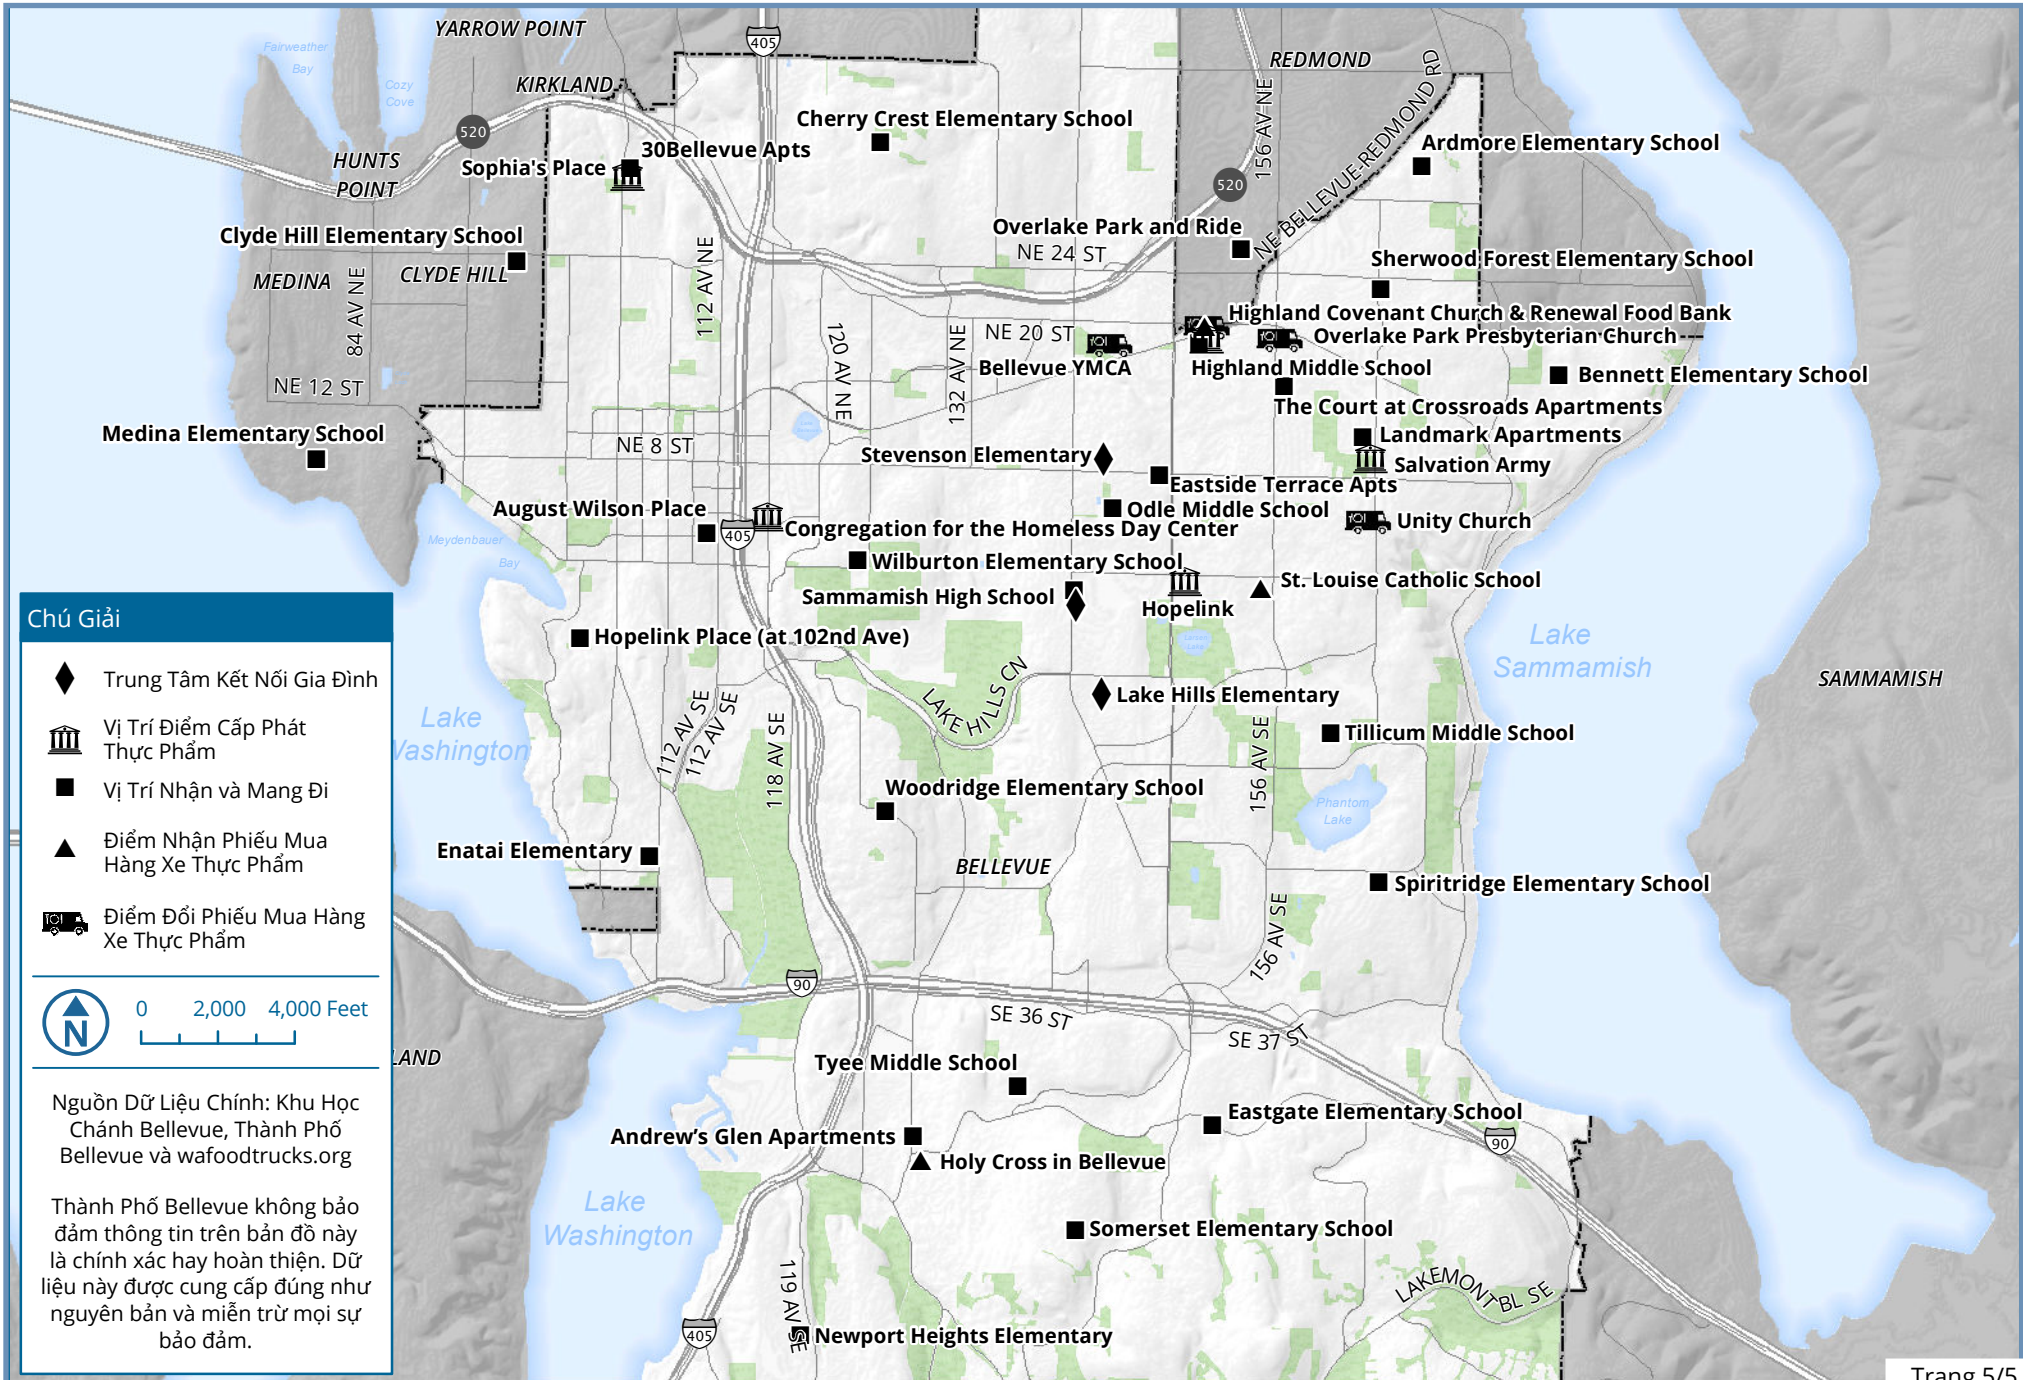 YARROW POINT
405
REDMOND
Fairweather
Bay
KIRKLAND
Cozy
Cove
156 AV NE
NE BELLEVUE-REDMOND RD
Cherry Crest Elementary School
520
Ardmore Elementary School
30Bellevue Apts
HUNTS
POINT
Sophia's Place
520
Overlake Park and Ride
Clyde Hill Elementary School
NE 24 ST
Sherwood Forest Elementary School
MEDINA
CLYDE HILL
84 AV NE
112 AV NE
120 AV NE
132 AV NE
NE 20 ST
Highland Covenant Church & Renewal Food Bank
Overlake Park Presbyterian Church
Bellevue YMCA
Highland Middle School
Bennett Elementary School
NE 12 ST
The Court at Crossroads Apartments
Medina Elementary School
NE 8 ST
Landmark Apartments
Stevenson Elementary
Salvation Army
Eastside Terrace Apts
August Wilson Place
Odle Middle School
405
Congregation for the Homeless Day Center
Unity Church
Meydenbauer
Bay
Wilburton Elementary School
St. Louise Catholic School
Sammamish High School
Hopelink
Hopelink Place (at 102nd Ave)
Larsen
Lake
Lake
Sammamish
SAMMAMISH
LAKE HILLS CN
Lake Hills Elementary
Lake
Washington
112 AV SE
112 AV SE
118 AV SE
156 AV SE
Tillicum Middle School
Woodridge Elementary School
Phantom
Lake
Enatai Elementary
BELLEVUE
Spiritridge Elementary School
156 AV SE
90
SE 36 ST
SE 37 ST
LAND
Tyee Middle School
Eastgate Elementary School
Andrew’s Glen Apartments
90
Holy Cross in Bellevue
Lake
Washington
Somerset Elementary School
119 AV SE
LAKEMONT BL SE
405
Newport Heights Elementary
Chú Giải
Trung Tâm Kết Nối Gia Đình
Vị Trí Điểm Cấp Phát
Thực Phẩm
Vị Trí Nhận và Mang Đi
Điểm Nhận Phiếu Mua
Hàng Xe Thực Phẩm
Điểm Đổi Phiếu Mua Hàng
Xe Thực Phẩm
N
0 2,000 4,000 Feet
Nguồn Dữ Liệu Chính: Khu Học
Chánh Bellevue, Thành Phố
Bellevue và wafoodtrucks.org
Thành Phố Bellevue không bảo
đảm thông tin trên bản đồ này
là chính xác hay hoàn thiện. Dữ
liệu này được cung cấp đúng như
nguyên bản và miễn trừ mọi sự
bảo đảm.
Trang 5/5